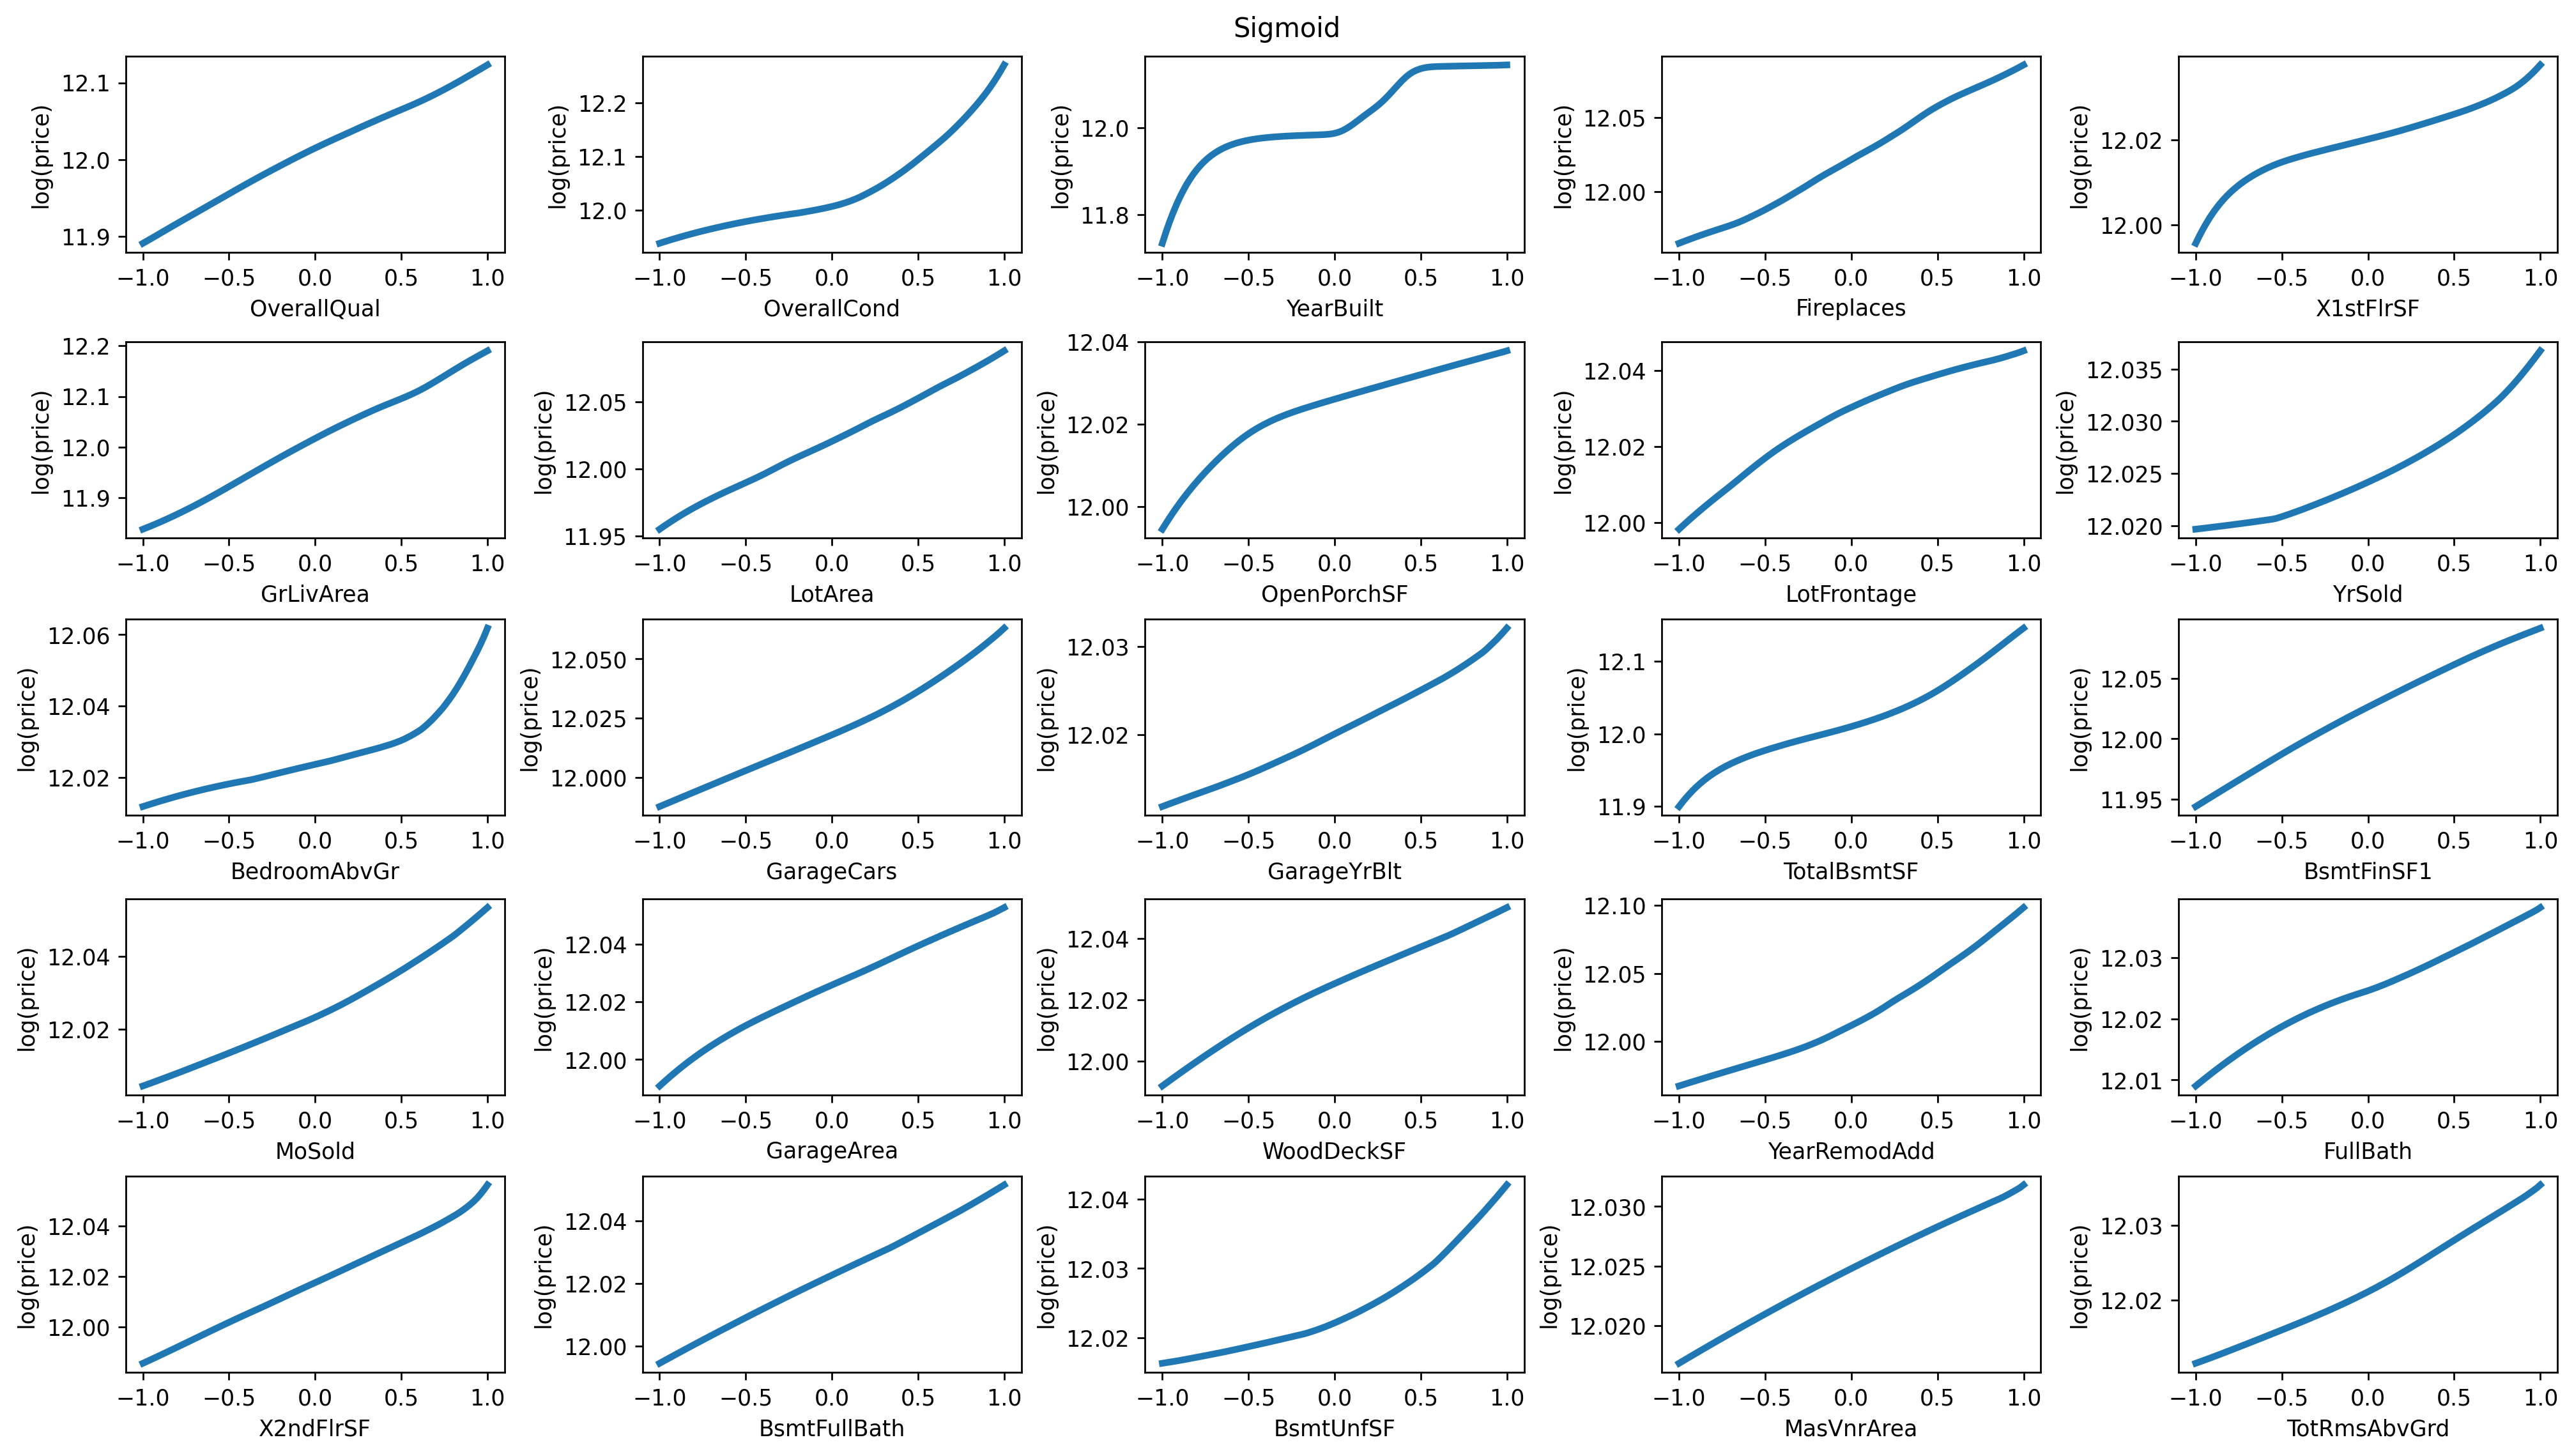 Sigmoid
12.1
12.0
11.9
log(price)
−1.0 −0.5 0.0 0.5 1.0
OverallQual
12.2
12.1
12.0
log(price)
−1.0 −0.5 0.0 0.5 1.0
OverallCond
12.0
11.8
log(price)
−1.0 −0.5 0.0 0.5 1.0
YearBuilt
12.05
12.00
log(price)
−1.0 −0.5 0.0 0.5 1.0
Fireplaces
12.02
12.00
log(price)
−1.0 −0.5 0.0 0.5 1.0
X1stFlrSF
12.2
12.1
12.0
11.9
log(price)
−1.0 −0.5 0.0 0.5 1.0
GrLivArea
12.05
12.00
11.95
log(price)
−1.0 −0.5 0.0 0.5 1.0
LotArea
12.04
12.02
12.00
log(price)
−1.0 −0.5 0.0 0.5 1.0
OpenPorchSF
12.04
12.02
12.00
log(price)
−1.0 −0.5 0.0 0.5 1.0
LotFrontage
12.035
12.030
12.025
12.020
log(price)
−1.0 −0.5 0.0 0.5 1.0
YrSold
12.06
12.04
12.02
log(price)
−1.0 −0.5 0.0 0.5 1.0
BedroomAbvGr
12.050
12.025
12.000
log(price)
−1.0 −0.5 0.0 0.5 1.0
GarageCars
12.03
12.02
log(price)
−1.0 −0.5 0.0 0.5 1.0
GarageYrBlt
12.1
12.0
11.9
log(price)
−1.0 −0.5 0.0 0.5 1.0
TotalBsmtSF
12.05
12.00
11.95
log(price)
−1.0 −0.5 0.0 0.5 1.0
BsmtFinSF1
12.04
12.02
log(price)
−1.0 −0.5 0.0 0.5 1.0
MoSold
12.04
12.02
12.00
log(price)
−1.0 −0.5 0.0 0.5 1.0
GarageArea
12.04
12.02
12.00
log(price)
−1.0 −0.5 0.0 0.5 1.0
WoodDeckSF
12.10
12.05
12.00
log(price)
−1.0 −0.5 0.0 0.5 1.0
YearRemodAdd
12.03
12.02
12.01
log(price)
−1.0 −0.5 0.0 0.5 1.0
FullBath
12.04
12.02
12.00
log(price)
−1.0 −0.5 0.0 0.5 1.0
X2ndFlrSF
12.04
12.02
12.00
log(price)
−1.0 −0.5 0.0 0.5 1.0
BsmtFullBath
12.04
12.03
12.02
log(price)
−1.0 −0.5 0.0 0.5 1.0
BsmtUnfSF
12.030
12.025
12.020
log(price)
−1.0 −0.5 0.0 0.5 1.0
MasVnrArea
12.03
12.02
log(price)
−1.0 −0.5 0.0 0.5 1.0
TotRmsAbvGrd